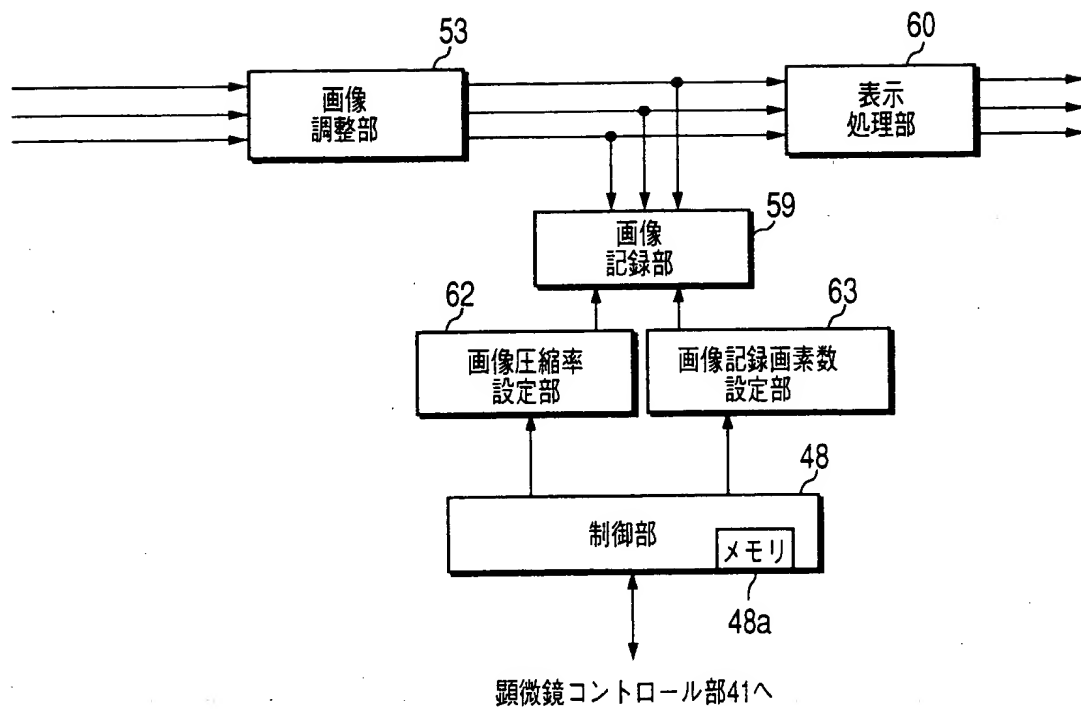 53
画像
調整部
60
表示
処理部
59
画像
記録部
62
画像圧縮率
設定部
63
画像記録画素数
設定部
48
制御部
メモリ
48a
顕微鏡コントロール部41へ